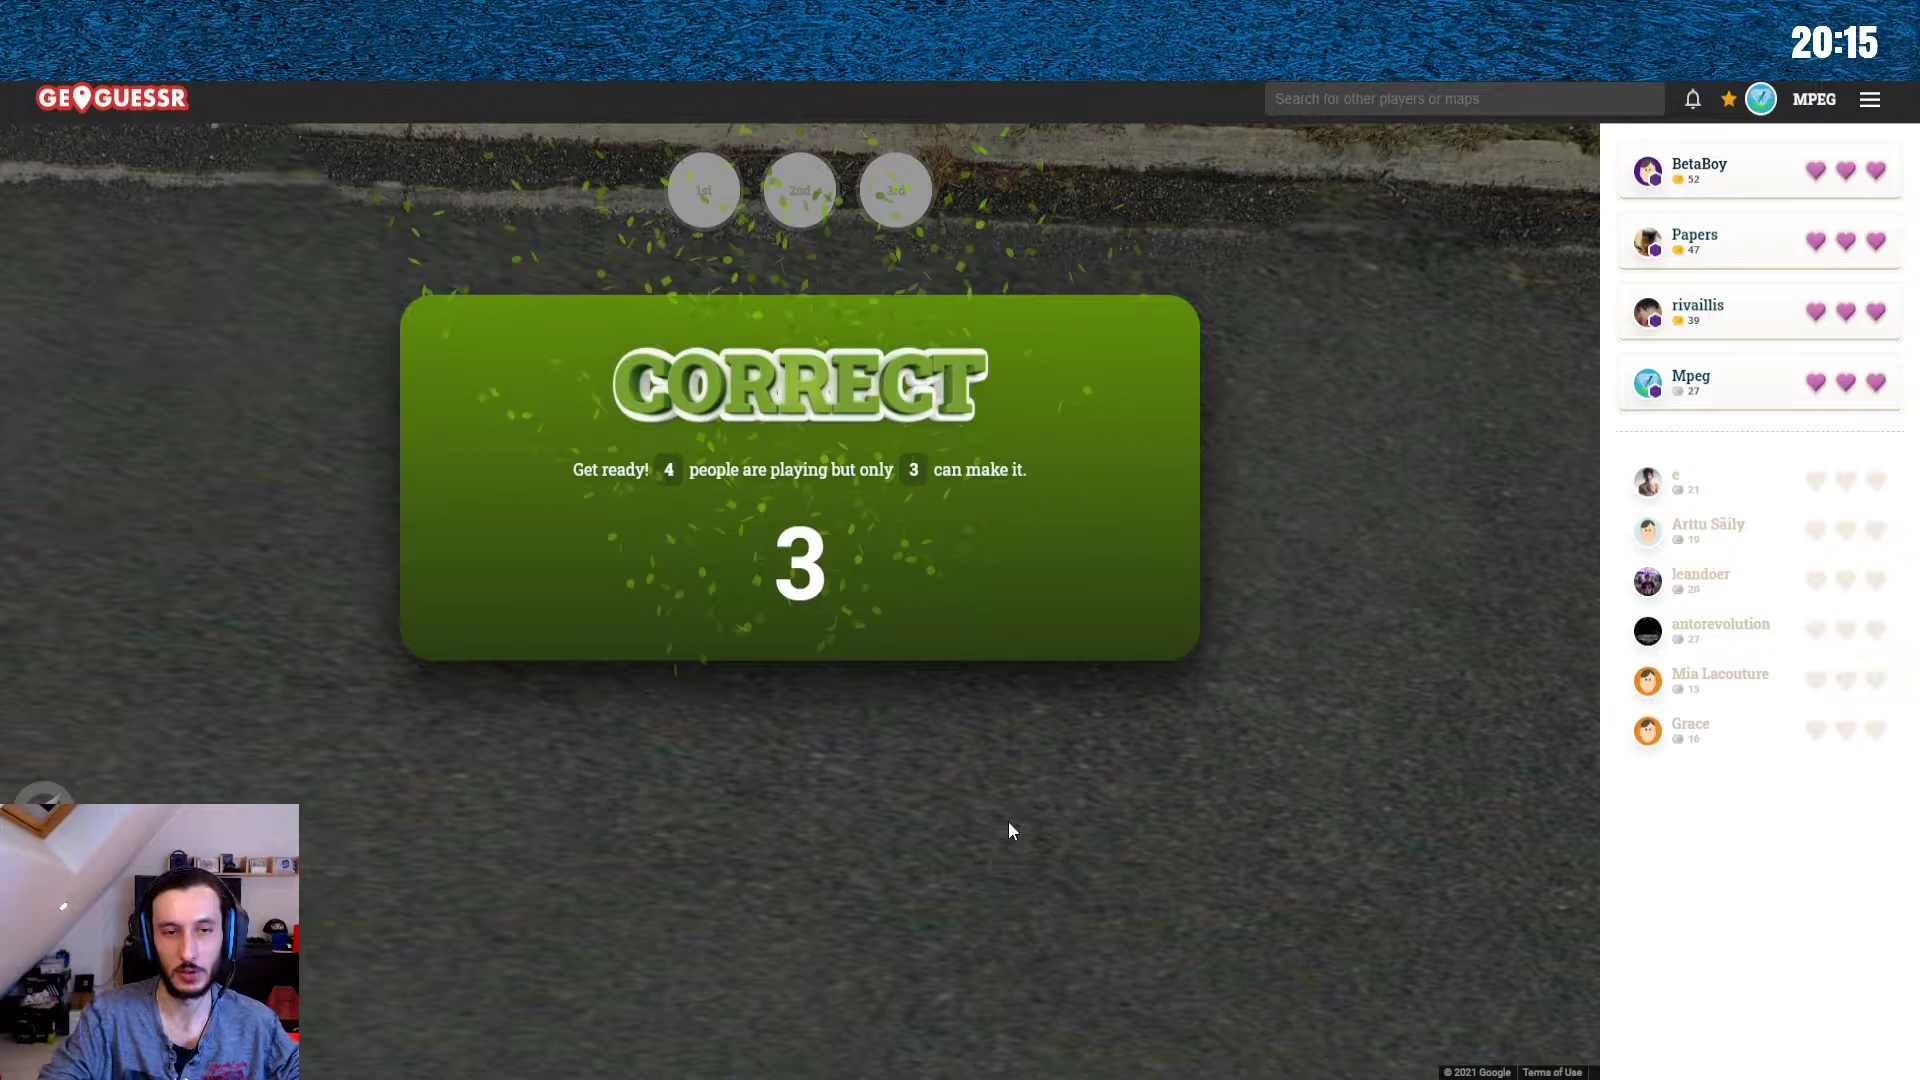 20:15
GEOGUESSR
Search for other players or maps
MPEG
1st
2nd
3rd
CORRECT
Get ready! 4 people are playing but only 3 can make it.
3
BetaBoy
52
Papers
47
rivaillis
39
Mpeg
27
e
21
Arttu Säily
19
leandoer
20
antorevolution
27
Mia Lacouture
15
Grace
16
© 2021 Google
Terms of Use